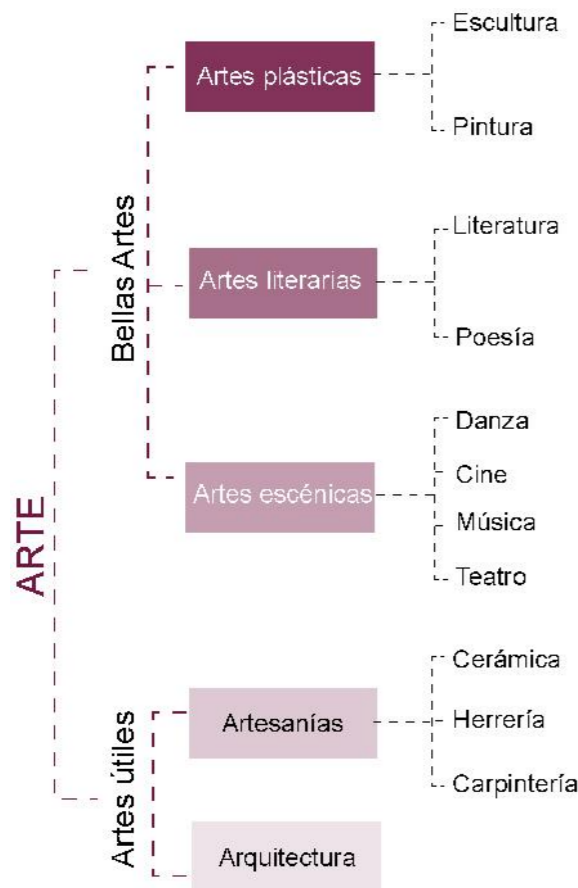 ARTE
Bellas Artes
Artes plásticas
Escultura
Pintura
Artes literarias
Literatura
Poesía
Artes escénicas
Danza
Cine
Música
Teatro
Artes útiles
Artesanías
Cerámica
Herrería
Carpintería
Arquitectura